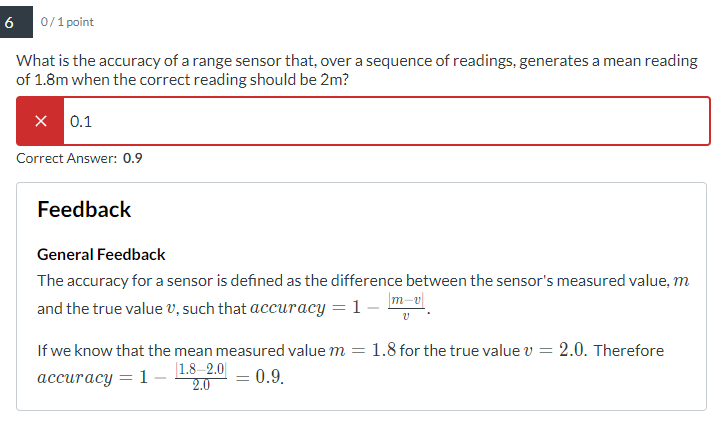 6 0/1 point
What is the accuracy of a range sensor that, over a sequence of readings, generates a mean reading
of 1.8m when the correct reading should be 2m?
× 0.1
Correct Answer: 0.9
Feedback
General Feedback
The accuracy for a sensor is defined as the difference between the sensor's measured value, m
and the true value v, such that accuracy = 1 − |m−v|/v.
If we know that the mean measured value m = 1.8 for the true value v = 2.0. Therefore
accuracy = 1 − |1.8−2.0|/2.0 = 0.9.